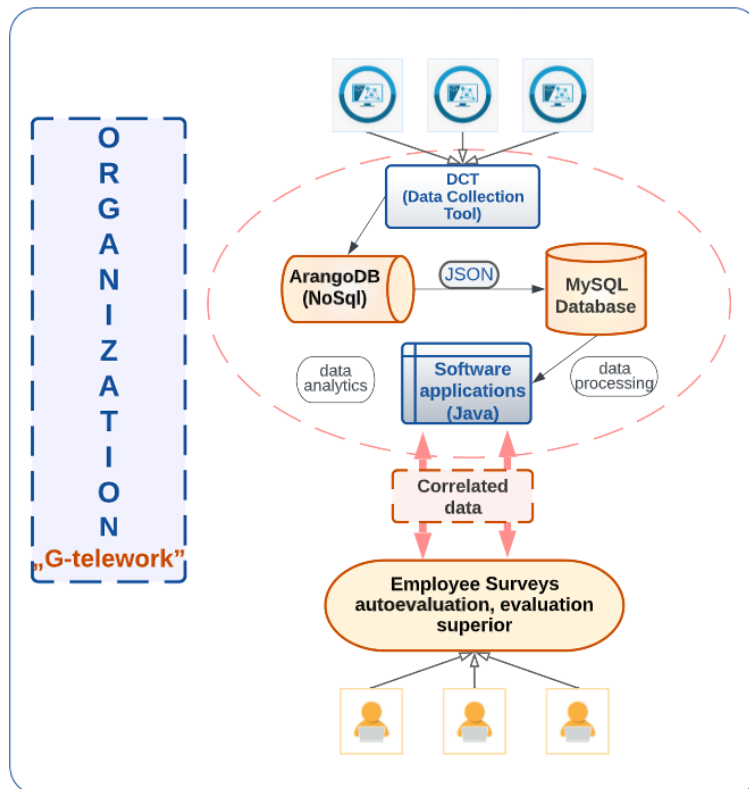 ORGANIZATION
„G-telework”
DCT
(Data Collection
Tool)
ArangoDB
(NoSql)
JSON
MySQL
Database
data
analytics
Software
applications
(Java)
data
processing
Correlated
data
Employee Surveys
autoevaluation, evaluation
superior